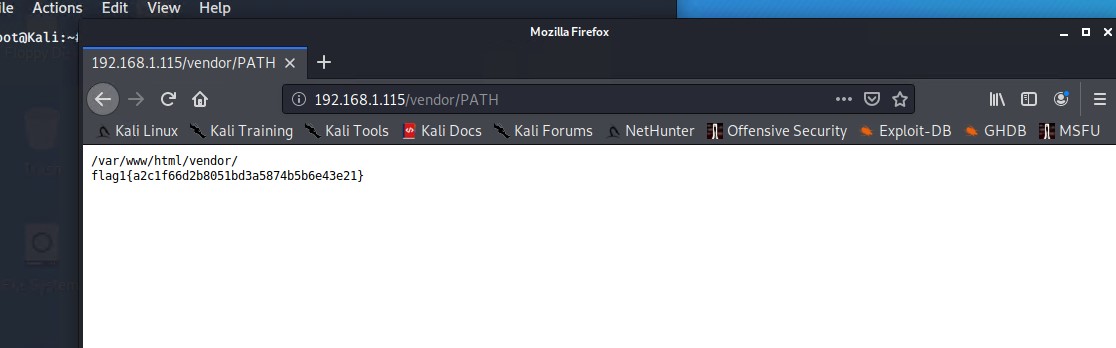 ile Actions Edit View Help
Mozilla Firefox
oot@Kali:~#
192.168.1.115/vendor/PATH
192.168.1.115/vendor/PATH
Kali Linux Kali Training Kali Tools Kali Docs Kali Forums NetHunter Offensive Security Exploit-DB GHDB MSFU
/var/www/html/vendor/
flag1{a2c1f66d2b8051bd3a5874b5b6e43e21}